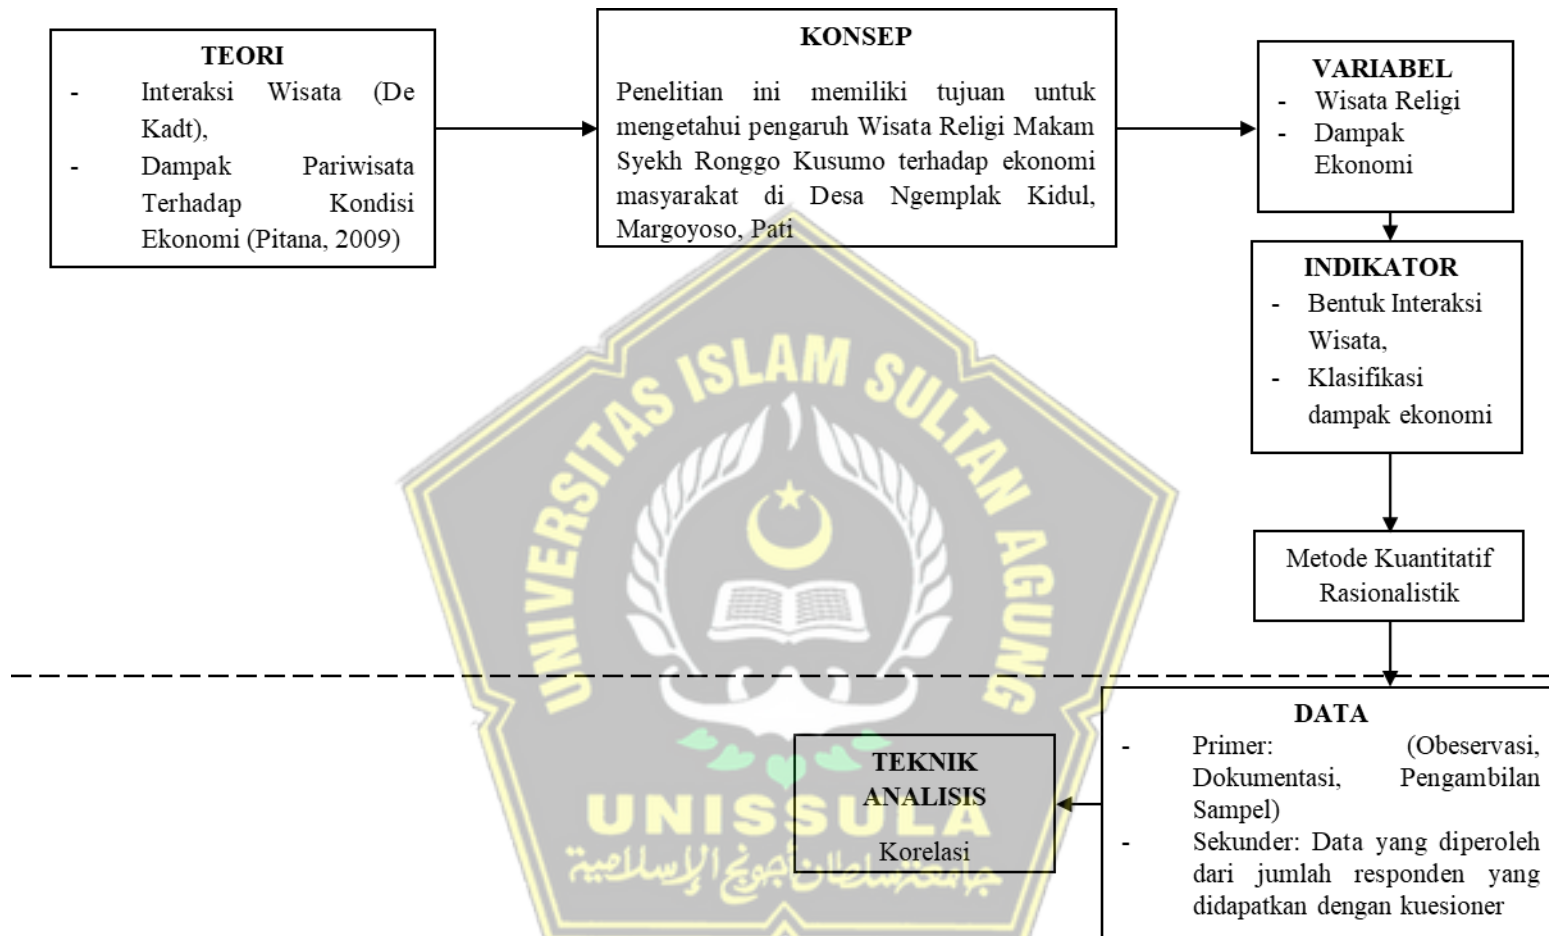 TEORI
- Interaksi Wisata (De
Kadt),
- Dampak Pariwisata
Terhadap Kondisi
Ekonomi (Pitana, 2009)
KONSEP
Penelitian ini memiliki tujuan untuk
mengetahui pengaruh Wisata Religi Makam
Syekh Ronggo Kusumo terhadap ekonomi
masyarakat di Desa Ngemplak Kidul,
Margoyoso, Pati
VARIABEL
- Wisata Religi
- Dampak
Ekonomi
INDIKATOR
- Bentuk Interaksi
Wisata,
- Klasifikasi
dampak ekonomi
Metode Kuantitatif
Rasionalistik
DATA
- Primer: (Obeservasi,
Dokumentasi, Pengambilan
Sampel)
- Sekunder: Data yang diperoleh
dari jumlah responden yang
didapatkan dengan kuesioner
TEKNIK
ANALISIS
Korelasi
UNIVERSITAS ISLAM SULTAN AGUNG
UNISSULA
جامعة سلطان أجونج الإسلامية